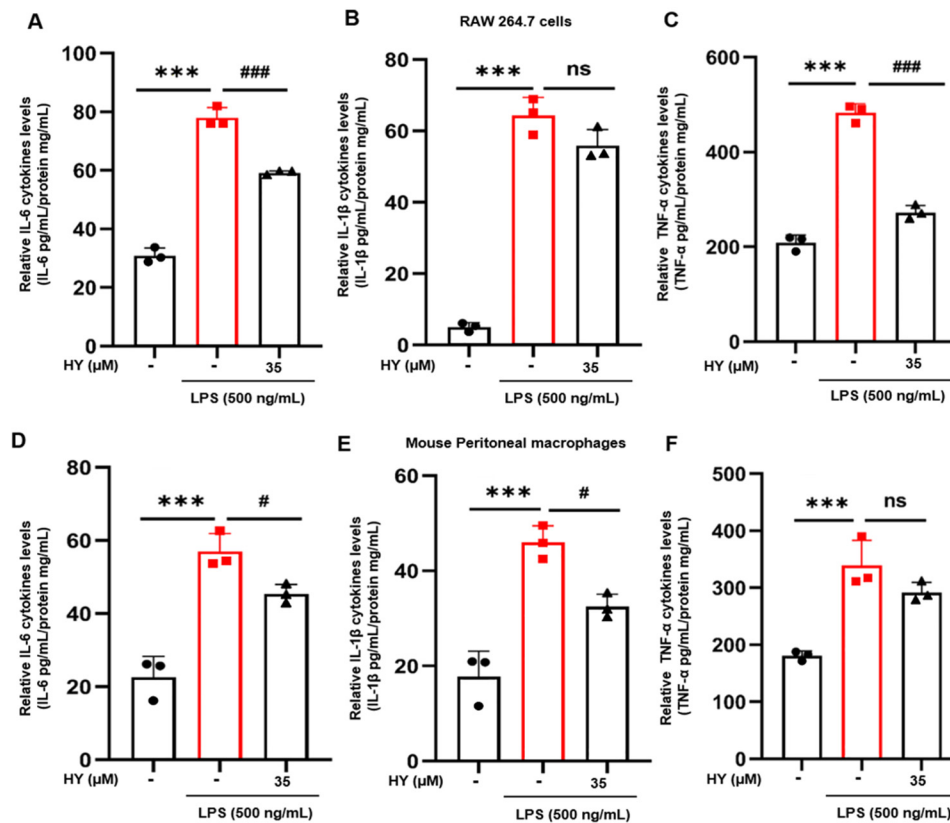 A
Relative IL-6 cytokines levels
(IL-6 pg/mL/protein mg/mL)
100
80
60
40
20
0
***
###
HY (μM)
-
-
35
LPS (500 ng/mL)
B
RAW 264.7 cells
Relative IL-1β cytokines levels
(IL-1β pg/mL/protein mg/mL)
80
60
40
20
0
***
ns
HY (μM)
-
-
35
LPS (500 ng/mL)
C
Relative TNF-α cytokine levels
(TNF-α pg/mL/protein mg/mL)
600
400
200
0
***
###
HY (μM)
-
-
35
LPS (500 ng/mL)
D
Relative IL-6 cytokines levels
(IL-6 pg/mL/protein mg/mL)
80
60
40
20
0
***
#
HY (μM)
-
-
35
LPS (500 ng/mL)
E
Mouse Peritoneal macrophages
Relative IL-1β cytokines levels
(IL-1β pg/mL/protein mg/mL)
60
40
20
0
***
#
HY (μM)
-
-
35
LPS (500 ng/mL)
F
Relative TNF-α cytokines levels
(TNF-α pg/mL/protein mg/mL)
500
400
300
200
100
0
***
ns
HY (μM)
-
-
35
LPS (500 ng/mL)